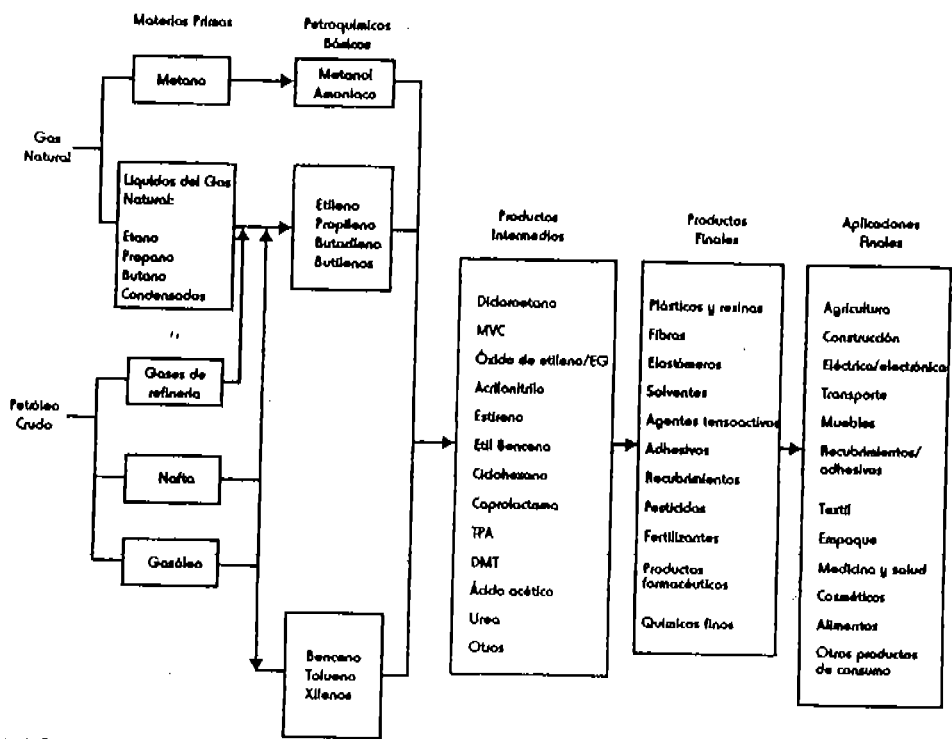 Materias Primas
Petroquímicos
Básicos
Metano
Metanol
Amoniaco
Gas
Natural
Líquidos del Gas
Natural:
Etano
Propano
Butano
Condensados
Etileno
Propileno
Butadieno
Butilenos
Gases de
refinería
Petróleo
Crudo
Nafta
Gasóleo
Benceno
Tolueno
Xilenos
Productos
Intermedios
Diclorometano
MVC
Óxido de etileno/EG
Acrilonitrilo
Estireno
Etil Benceno
Ciclohexano
Caprolactama
TPA
DMT
Ácido acético
Urea
Otros
Productos
Finales
Plásticos y resinas
Fibras
Elastómeros
Solventes
Agentes tensoactivos
Adhesivos
Recubrimientos
Pesticidas
Fertilizantes
Productos
farmacéuticos
Químicos finos
Aplicaciones
Finales
Agricultura
Construcción
Eléctrica/electrónica
Transporte
Muebles
Recubrimientos/
adhesivos
Textil
Empaque
Medicina y salud
Cosméticos
Alimentos
Otros productos
de consumo